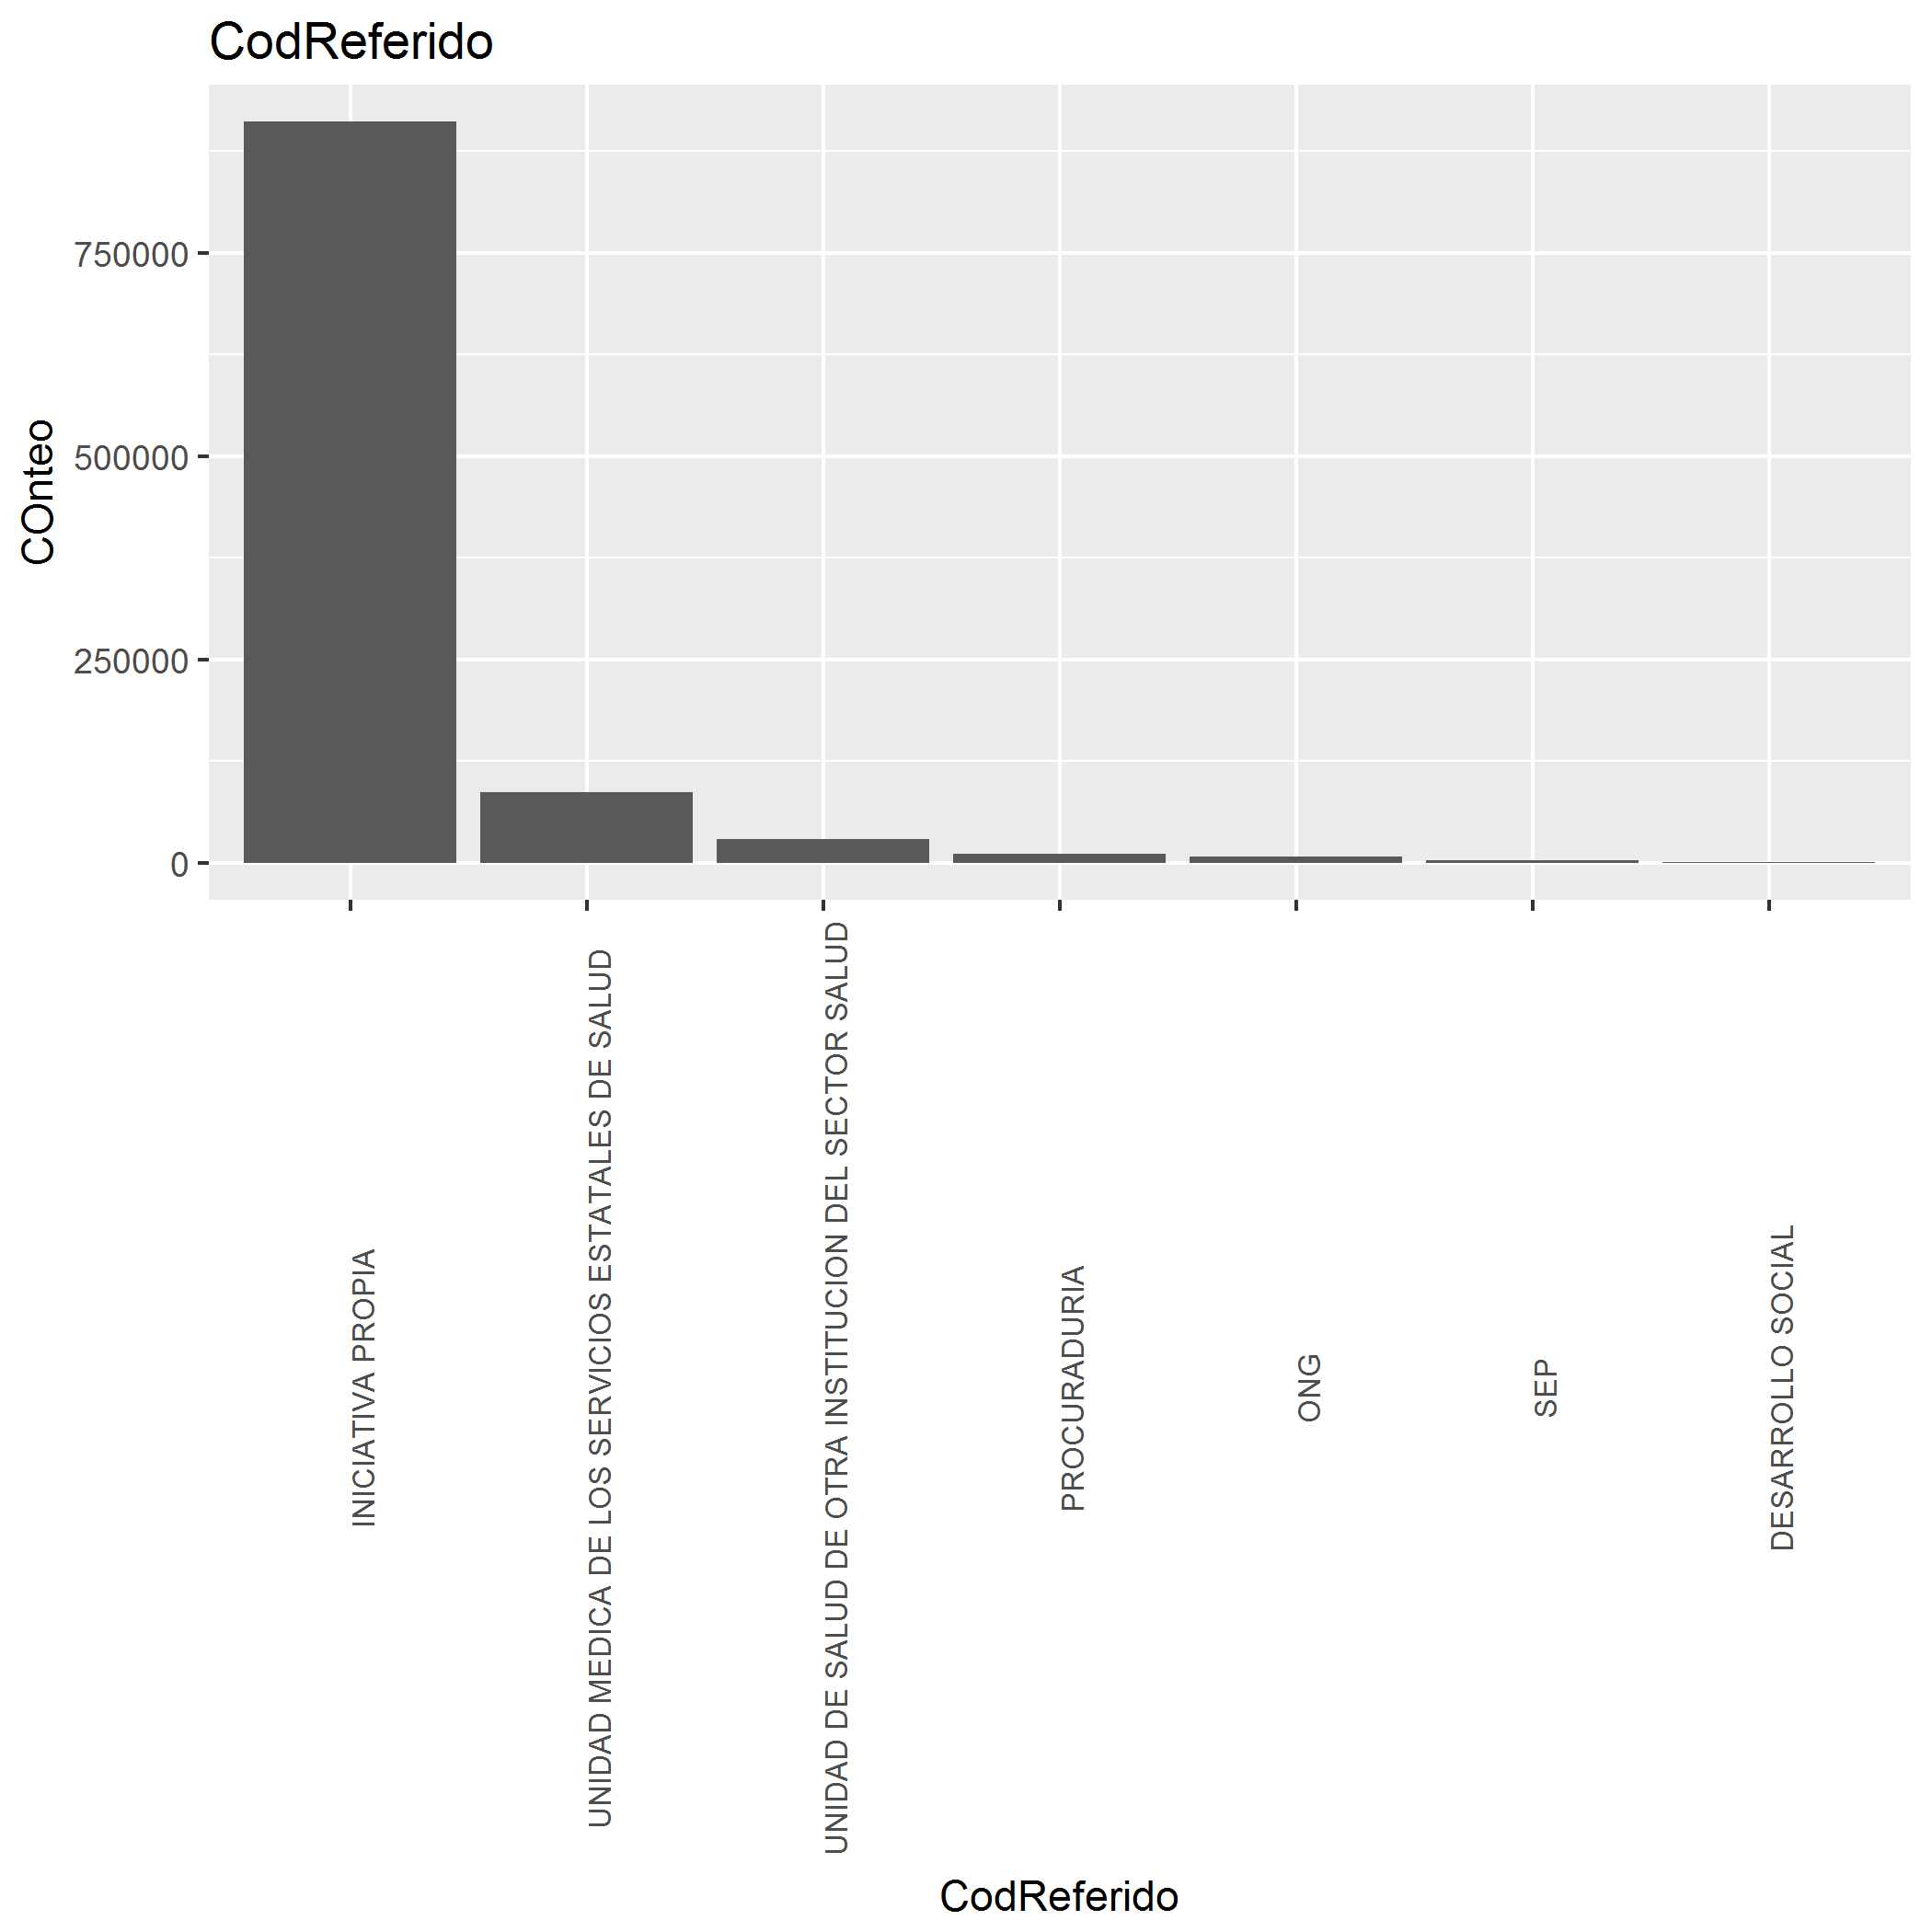 CodReferido
COnteo
750000
500000
250000
0
INICIATIVA PROPIA
UNIDAD MEDICA DE LOS SERVICIOS ESTATALES DE SALUD
UNIDAD DE SALUD DE OTRA INSTITUCION DEL SECTOR SALUD
PROCURADURIA
ONG
SEP
DESARROLLO SOCIAL
CodReferido